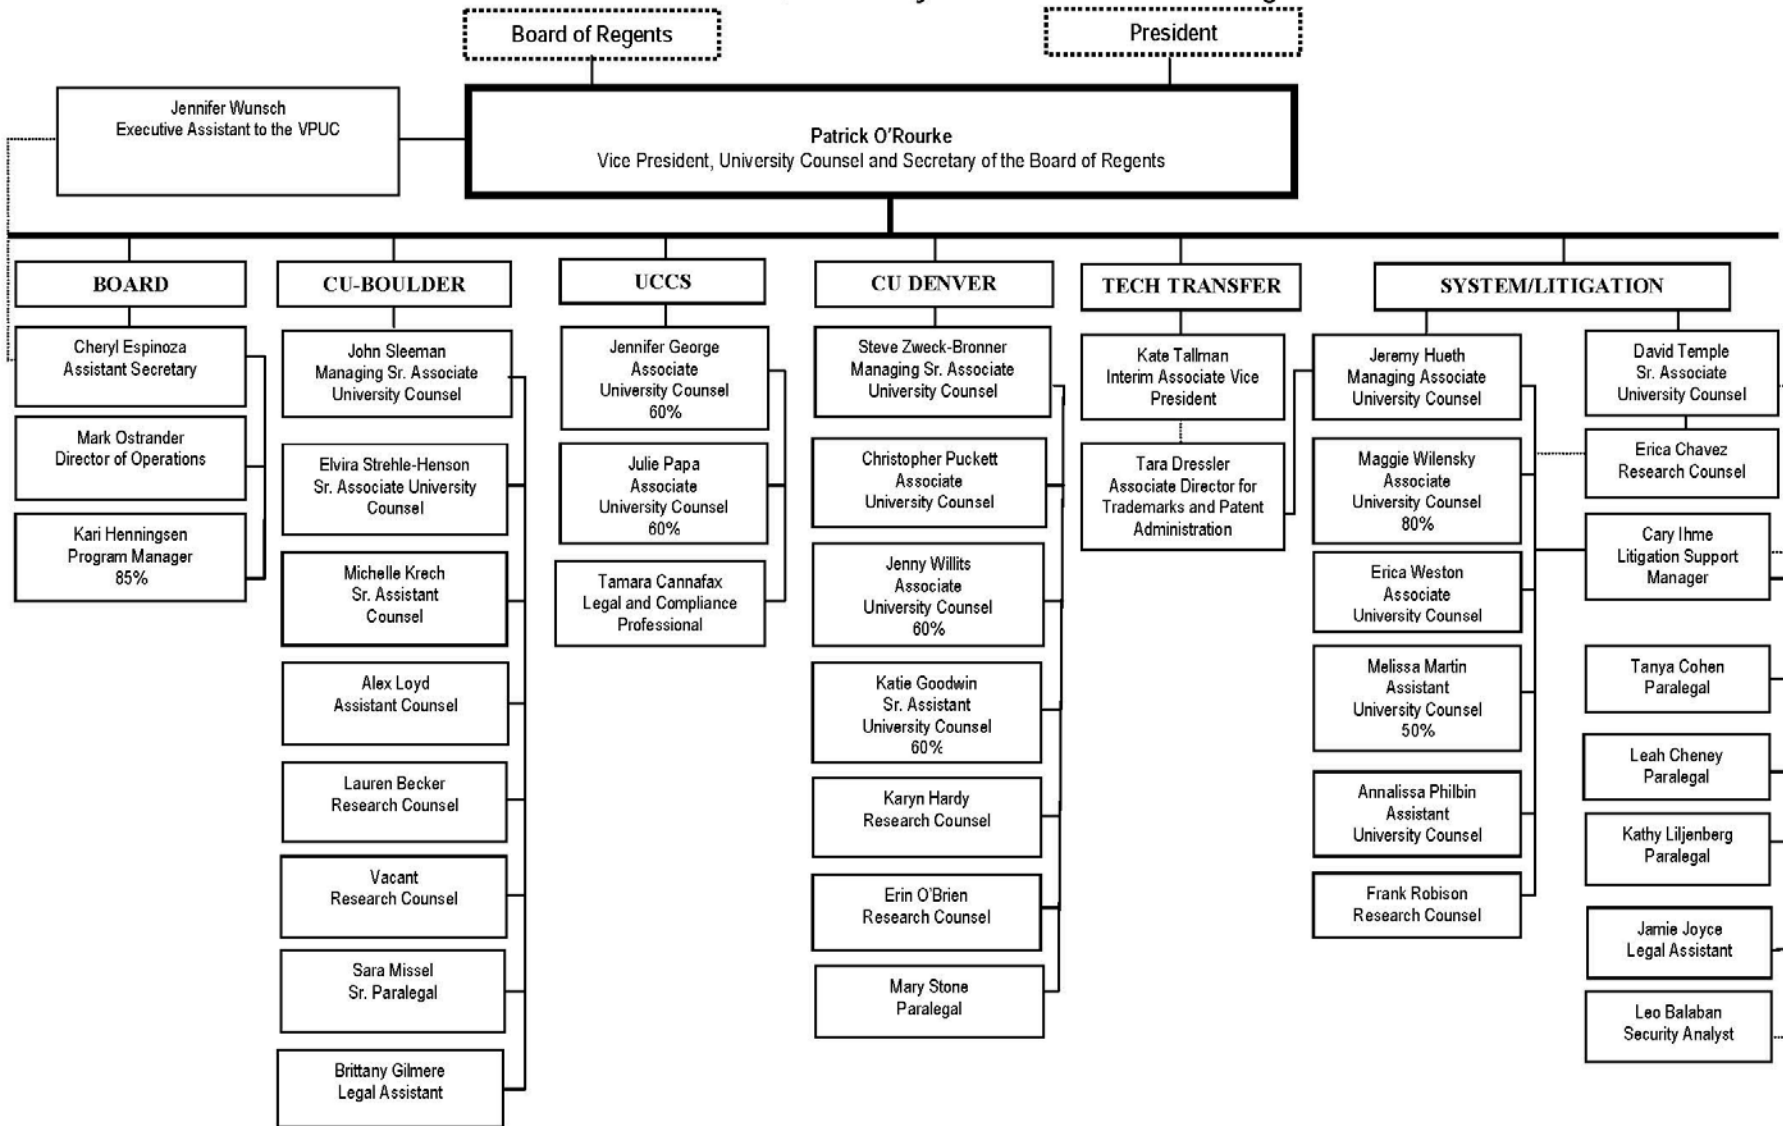 Board of Regents
President
Jennifer Wunsch
Executive Assistant to the VPUC
Patrick O'Rourke
Vice President, University Counsel and Secretary of the Board of Regents
BOARD
Cheryl Espinoza
Assistant Secretary
Mark Ostrander
Director of Operations
Kari Henningsen
Program Manager
85%
CU-BOULDER
John Sleeman
Managing Sr. Associate
University Counsel
Elvira Strehle-Henson
Sr. Associate University
Counsel
Michelle Krech
Sr. Assistant
Counsel
Alex Loyd
Assistant Counsel
Lauren Becker
Research Counsel
Vacant
Research Counsel
Sara Missel
Sr. Paralegal
Brittany Gilmere
Legal Assistant
UCCS
Jennifer George
Associate
University Counsel
60%
Julie Papa
Associate
University Counsel
60%
Tamara Cannafax
Legal and Compliance
Professional
CU DENVER
Steve Zweck-Bronner
Managing Sr. Associate
University Counsel
Christopher Puckett
Associate
University Counsel
Jenny Willits
Associate
University Counsel
60%
Katie Goodwin
Sr. Assistant
University Counsel
60%
Karyn Hardy
Research Counsel
Erin O'Brien
Research Counsel
Mary Stone
Paralegal
TECH TRANSFER
Kate Tallman
Interim Associate Vice
President
Tara Dressler
Associate Director for
Trademarks and Patent
Administration
SYSTEM/LITIGATION
Jeremy Hueth
Managing Associate
University Counsel
Maggie Wilensky
Associate
University Counsel
80%
Erica Weston
Associate
University Counsel
Melissa Martin
Assistant
University Counsel
50%
Annalissa Philbin
Assistant
University Counsel
Frank Robison
Research Counsel
David Temple
Sr. Associate
University Counsel
Erica Chavez
Research Counsel
Cary Ihme
Litigation Support
Manager
Tanya Cohen
Paralegal
Leah Cheney
Paralegal
Kathy Liljenberg
Paralegal
Jamie Joyce
Legal Assistant
Leo Balaban
Security Analyst